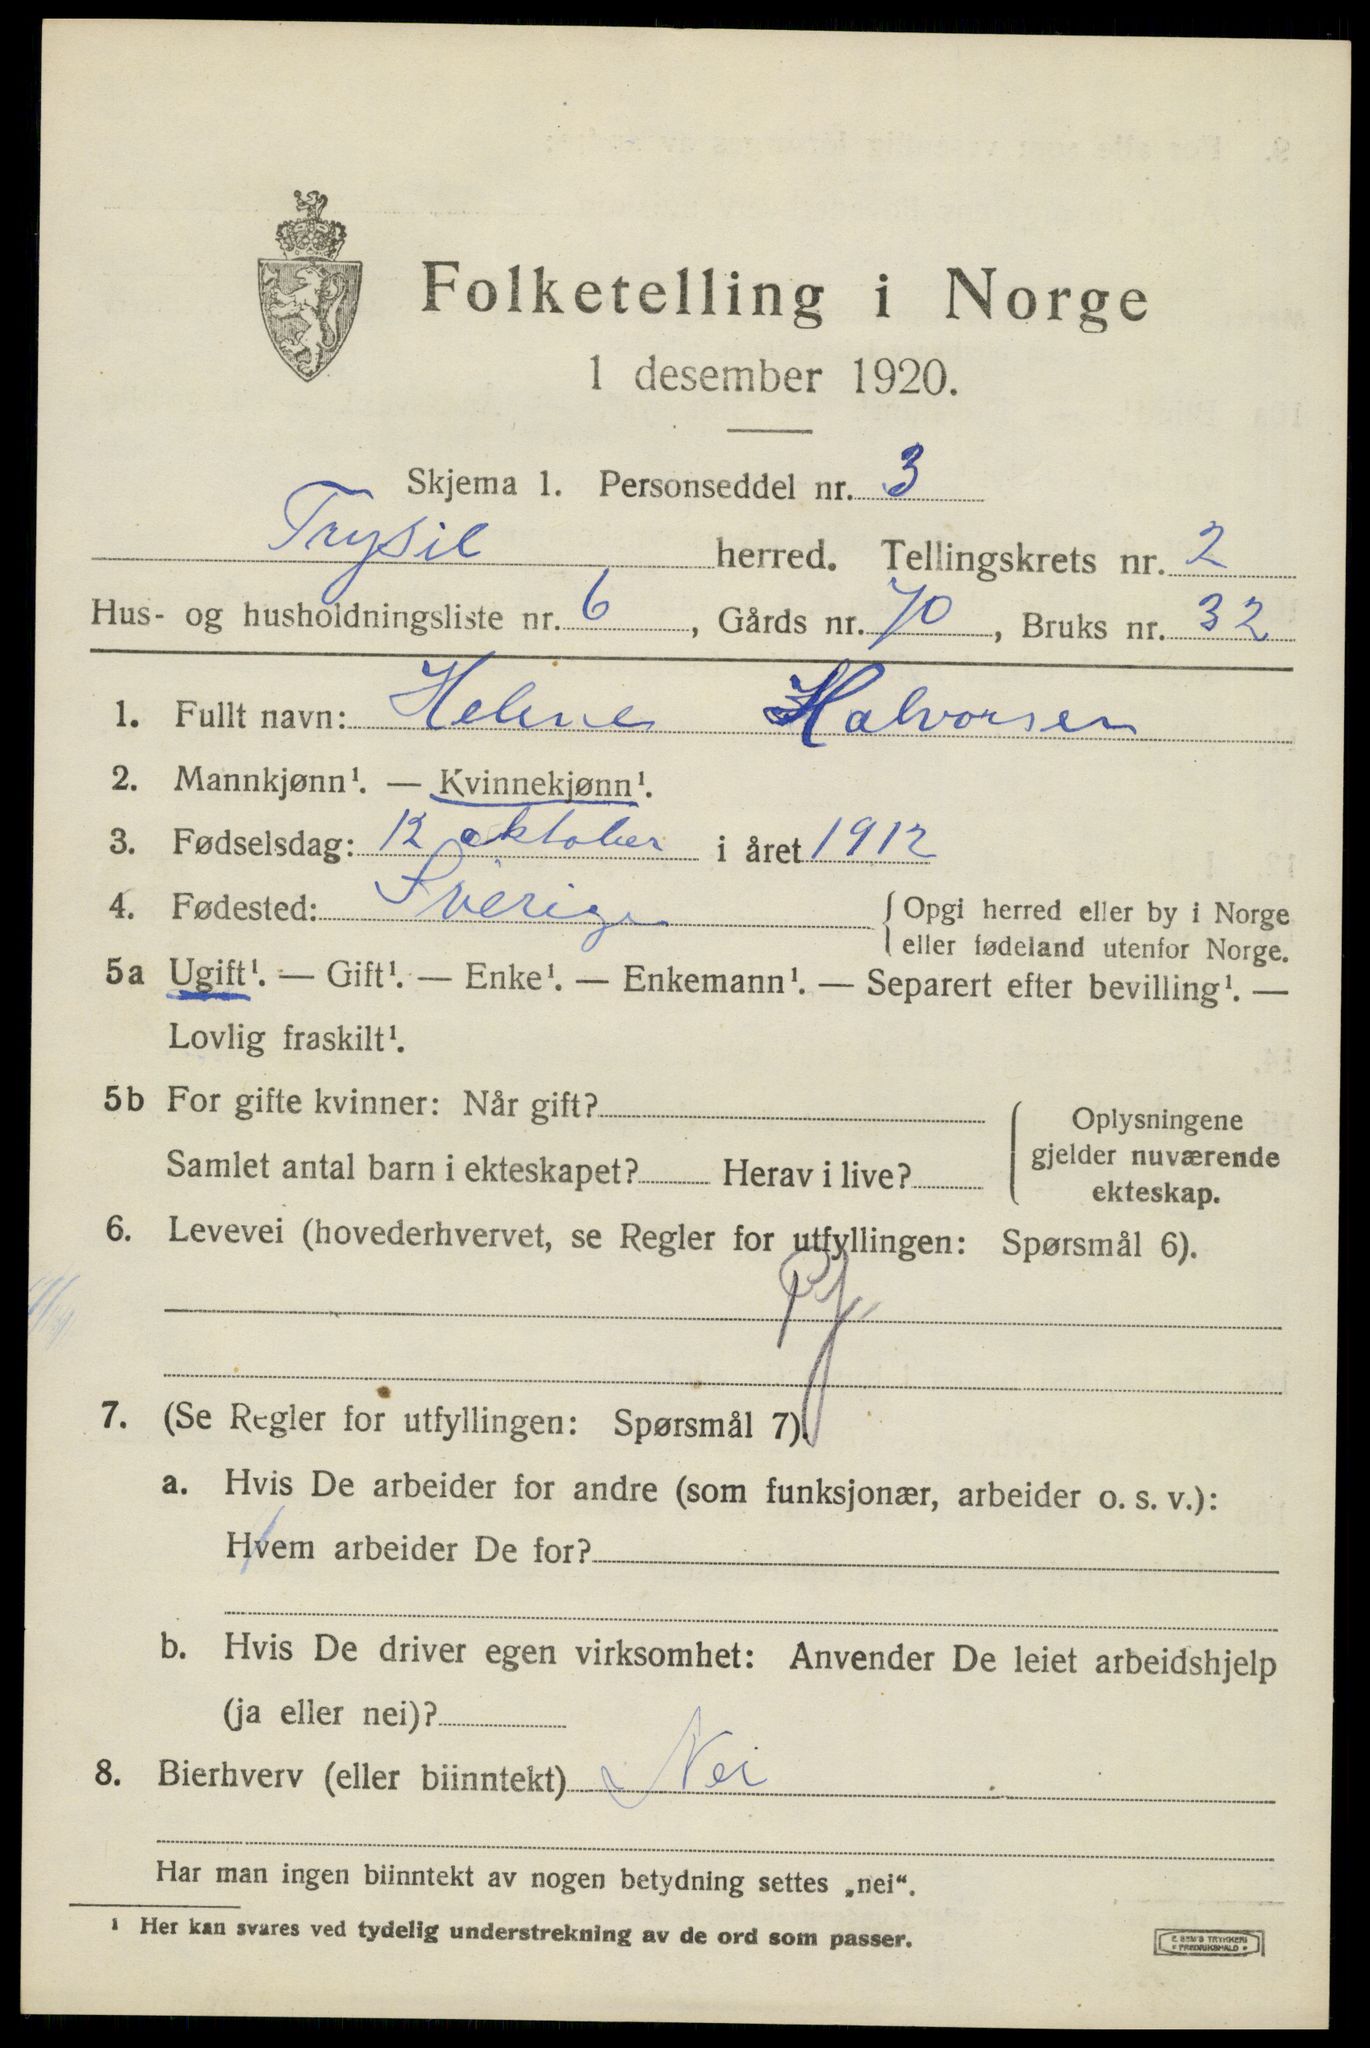 Folketelling i Norge
1 desember 1920.
Skjema 1. Personseddel nr. 3
Trysil herred. Tellingskrets nr. 2
Hus- og husholdningsliste nr. 6, Gårds nr. 70, Bruks nr. 32
1. Fullt navn: Helene Halvorsen
2. Mannkjønn¹. — Kvinnekjønn¹.
3. Fødselsdag: 12 oktober i året 1912
4. Fødested: Sverige { Opgi herred eller by i Norge
eller fødeland utenfor Norge.
5a Ugift¹. — Gift¹. — Enke¹. — Enkemann¹. — Separert efter bevilling¹. —
Lovlig fraskilt¹.
5b For gifte kvinner: Når gift?
Samlet antal barn i ekteskapet? Herav i live?
Oplysningene
gjelder nuværende
ekteskap.
6. Levevei (hovederhvervet, se Regler for utfyllingen: Spørsmål 6).
7. (Se Regler for utfyllingen: Spørsmål 7).
a. Hvis De arbeider for andre (som funksjonær, arbeider o. s. v.):
Hvem arbeider De for?
b. Hvis De driver egen virksomhet: Anvender De leiet arbeidshjelp
(ja eller nei)?
8. Bierhverv (eller biinntekt) Nei
Har man ingen biinntekt av nogen betydning settes „nei“.
¹ Her kan svares ved tydelig understrekning av de ord som passer.
E. SEM'S TRYKKERI
FREDRIKSHALD